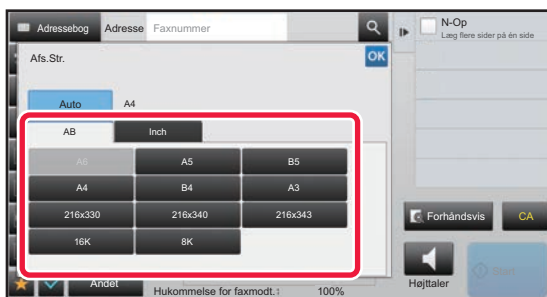 Adressebog Adresse Faxnummer
N-Op
Læg flere sider på én side
Afs.Str.
OK
Auto A4
AB Inch
A6 A5 B5
A4 B4 A3
216x330 216x340 216x343
16K 8K
Forhåndsvis CA
Andet
Hukommelse for faxmodt.: 100%
Højttaler
Start